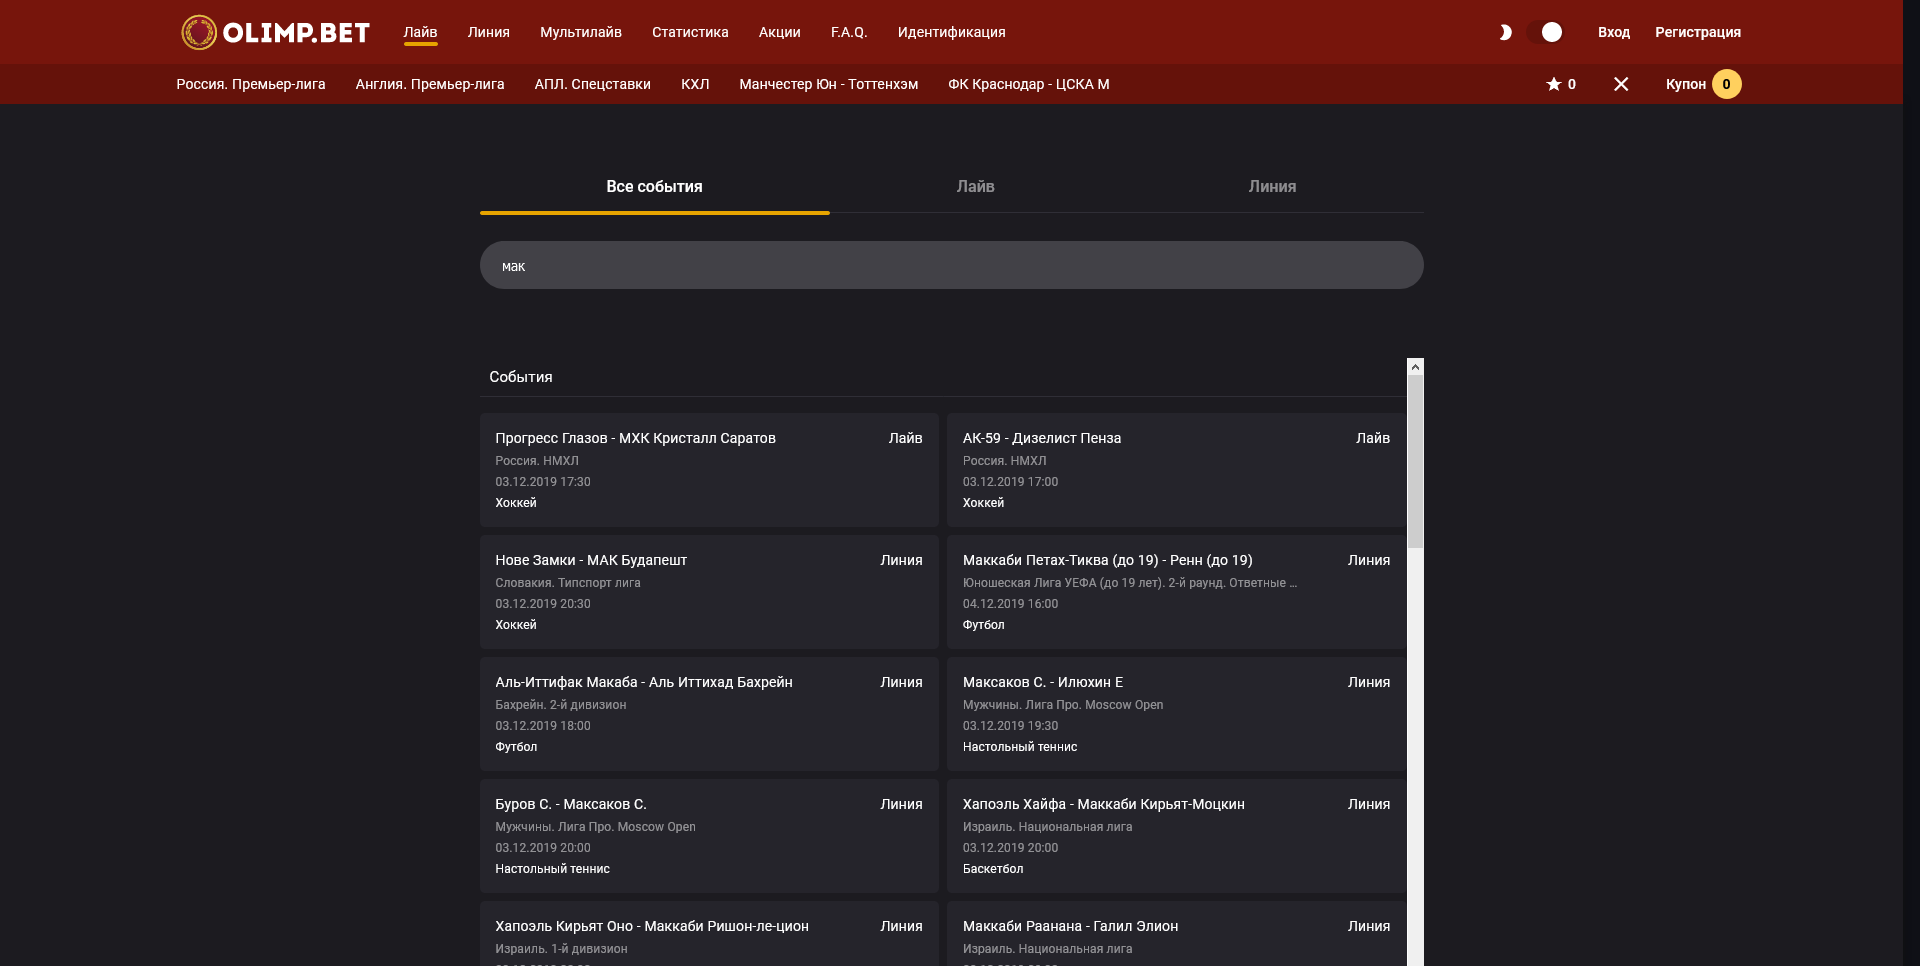 OLIMP.BET
Лайв Линия Мультилайв Статистика Акции F.A.Q. Идентификация Вход Регистрация
Россия. Премьер-лига Англия. Премьер-лига АПЛ. Спецставки КХЛ Манчестер Юн - Тоттенхэм ФК Краснодар - ЦСКА М 0 Купон 0
Все события Лайв Линия
мак
События
Прогресс Глазов - МХК Кристалл Саратов Лайв
Россия. НМХЛ
03.12.2019 17:30
Хоккей
АК-59 - Дизелист Пенза Лайв
Россия. НМХЛ
03.12.2019 17:00
Хоккей
Нове Замки - МАК Будапешт Линия
Словакия. Типспорт лига
03.12.2019 20:30
Хоккей
Маккаби Петах-Тиква (до 19) - Ренн (до 19) Линия
Юношеская Лига УЕФА (до 19 лет). 2-й раунд. Ответные ...
04.12.2019 16:00
Футбол
Аль-Иттифак Макаба - Аль Иттихад Бахрейн Линия
Бахрейн. 2-й дивизион
03.12.2019 18:00
Футбол
Максаков С. - Илюхин Е Линия
Мужчины. Лига Про. Moscow Open
03.12.2019 19:30
Настольный теннис
Буров С. - Максаков С. Линия
Мужчины. Лига Про. Moscow Open
03.12.2019 20:00
Настольный теннис
Хапоэль Хайфа - Маккаби Кирьят-Моцкин Линия
Израиль. Национальная лига
03.12.2019 20:00
Баскетбол
Хапоэль Кирьят Оно - Маккаби Ришон-ле-цион Линия
Израиль. 1-й дивизион
Маккаби Раанана - Галил Элион Линия
Израиль. Национальная лига